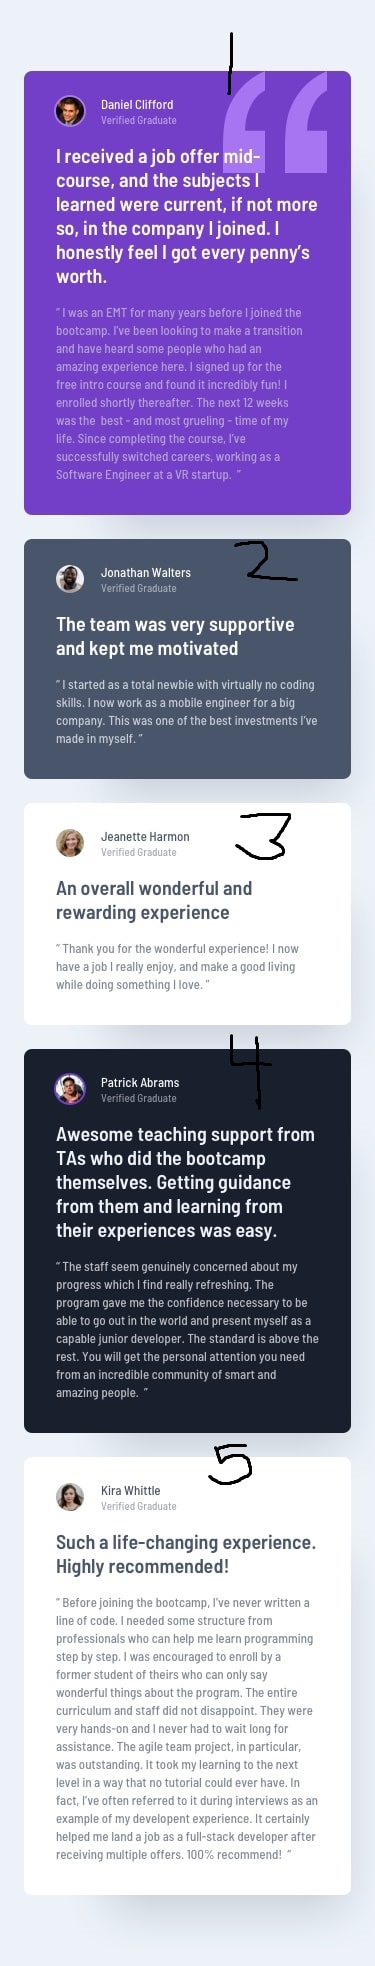 1
Daniel Clifford
Verified Graduate
I received a job offer mid-
course, and the subjects I
learned were current, if not more
so, in the company I joined. I
honestly feel I got every penny’s
worth.
“ I was an EMT for many years before I joined the
bootcamp. I’ve been looking to make a transition
and have heard some people who had an
amazing experience here. I signed up for the
free intro course and found it incredibly fun! I
enrolled shortly thereafter. The next 12 weeks
was the best - and most grueling - time of my
life. Since completing the course, I’ve
successfully switched careers, working as a
Software Engineer at a VR startup. ”
2
Jonathan Walters
Verified Graduate
The team was very supportive
and kept me motivated
“ I started as a total newbie with virtually no coding
skills. I now work as a mobile engineer for a big
company. This was one of the best investments I’ve
made in myself. ”
3
Jeanette Harmon
Verified Graduate
An overall wonderful and
rewarding experience
“ Thank you for the wonderful experience! I now
have a job I really enjoy, and make a good living
while doing something I love. ”
4
Patrick Abrams
Verified Graduate
Awesome teaching support from
TAs who did the bootcamp
themselves. Getting guidance
from them and learning from
their experiences was easy.
“ The staff seem genuinely concerned about my
progress which I find really refreshing. The
program gave me the confidence necessary to be
able to go out in the world and present myself as a
capable junior developer. The standard is above the
rest. You will get the personal attention you need
from an incredible community of smart and
amazing people. ”
5
Kira Whittle
Verified Graduate
Such a life-changing experience.
Highly recommended!
“ Before joining the bootcamp, I’ve never written a
line of code. I needed some structure from
professionals who can help me learn programming
step by step. I was encouraged to enroll by a
former student of theirs who can only say
wonderful things about the program. The entire
curriculum and staff did not disappoint. They were
very hands-on and I never had to wait long for
assistance. The agile team project, in particular,
was outstanding. It took my learning to the next
level in a way that no tutorial could ever have. In
fact, I’ve often referred to it during interviews as an
example of my developent experience. It certainly
helped me land a job as a full-stack developer after
receiving multiple offers. 100% recommend! ”